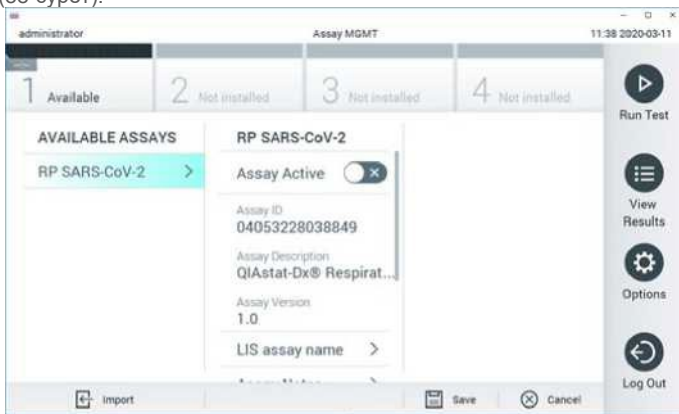 administrator Assay MGMT 11:38 2020-03-11
1 Available 2 Not installed 3 Not installed 4 Not installed
Run Test
AVAILABLE ASSAYS
RP SARS-CoV-2
RP SARS-CoV-2
Assay Active
Assay ID
04053228038849
Assay Description
QIAstat-Dx® Respirat...
Assay Version
1.0
LIS assay name
View
Results
Options
Log Out
Import Save Cancel